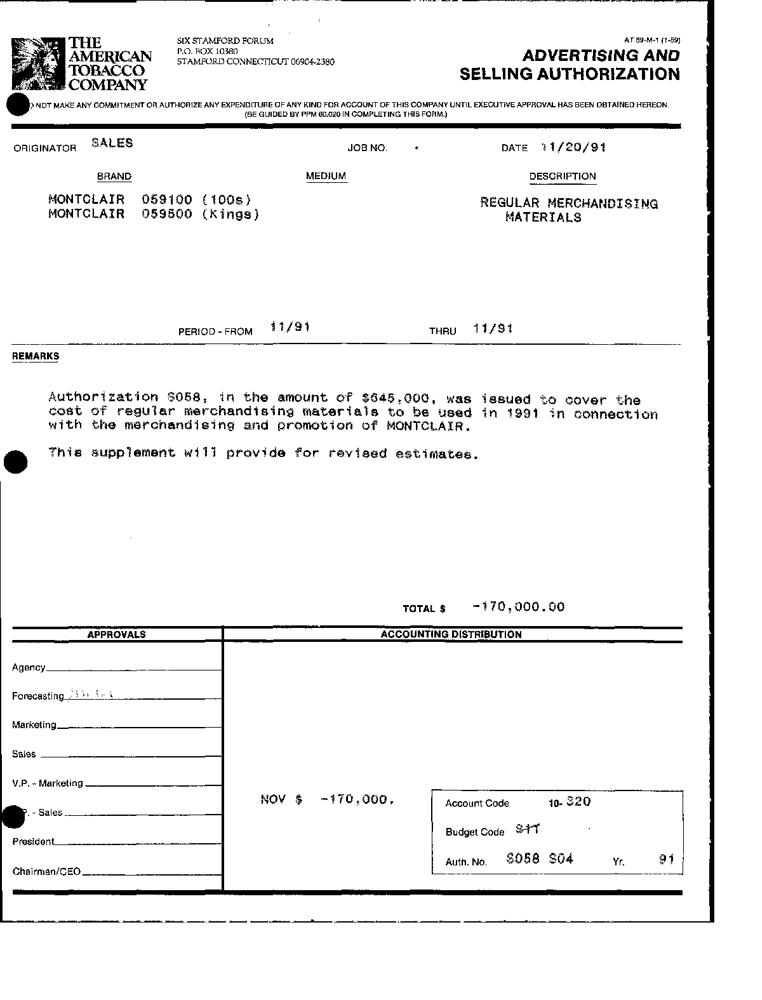 THE
AMERICAN
TOBACCO
COMPANY
SIX STAMFORD FORUM
P.O. BOX 10380
STAMFORD CONNECTICUT 06904-2380
AT 89-M-1 (1-89)
ADVERTISING AND
SELLING AUTHORIZATION
NOT MAKE ANY COMMITMENT OR AUTHORIZE ANY EXPENDITURE OF ANY KIND FOR ACCOUNT OF THIS COMPANY UNTIL EXECUTIVE APPROVAL HAS BEEN OBTAINED HEREON.
(BE GUIDED BY PPM 60.020 IN COMPLETING THIS FORM.)
ORIGINATOR SALES JOB NO. DATE 11/20/91
BRAND MEDIUM DESCRIPTION
MONTCLAIR 059100 (100s) REGULAR MERCHANDISING
MONTCLAIR 059500 (Kings) MATERIALS
PERIOD - FROM 11/91 THRU 11/91
REMARKS
Authorization S058, in the amount of $645,000, was issued to cover the
cost of regular merchandising materials to be used in 1991 in connection
with the merchandising and promotion of MONTCLAIR.
This supplement will provide for revised estimates.
TOTAL $ -170,000.00
APPROVALS ACCOUNTING DISTRIBUTION
Agency
Forecasting
Marketing
Sales
V.P. - Marketing
P. - Sales
President
Chairman/CEO
NOV $ -170,000.
Account Code 10- S20
Budget Code SIT
Auth. No. S058 S04 Yr. 91